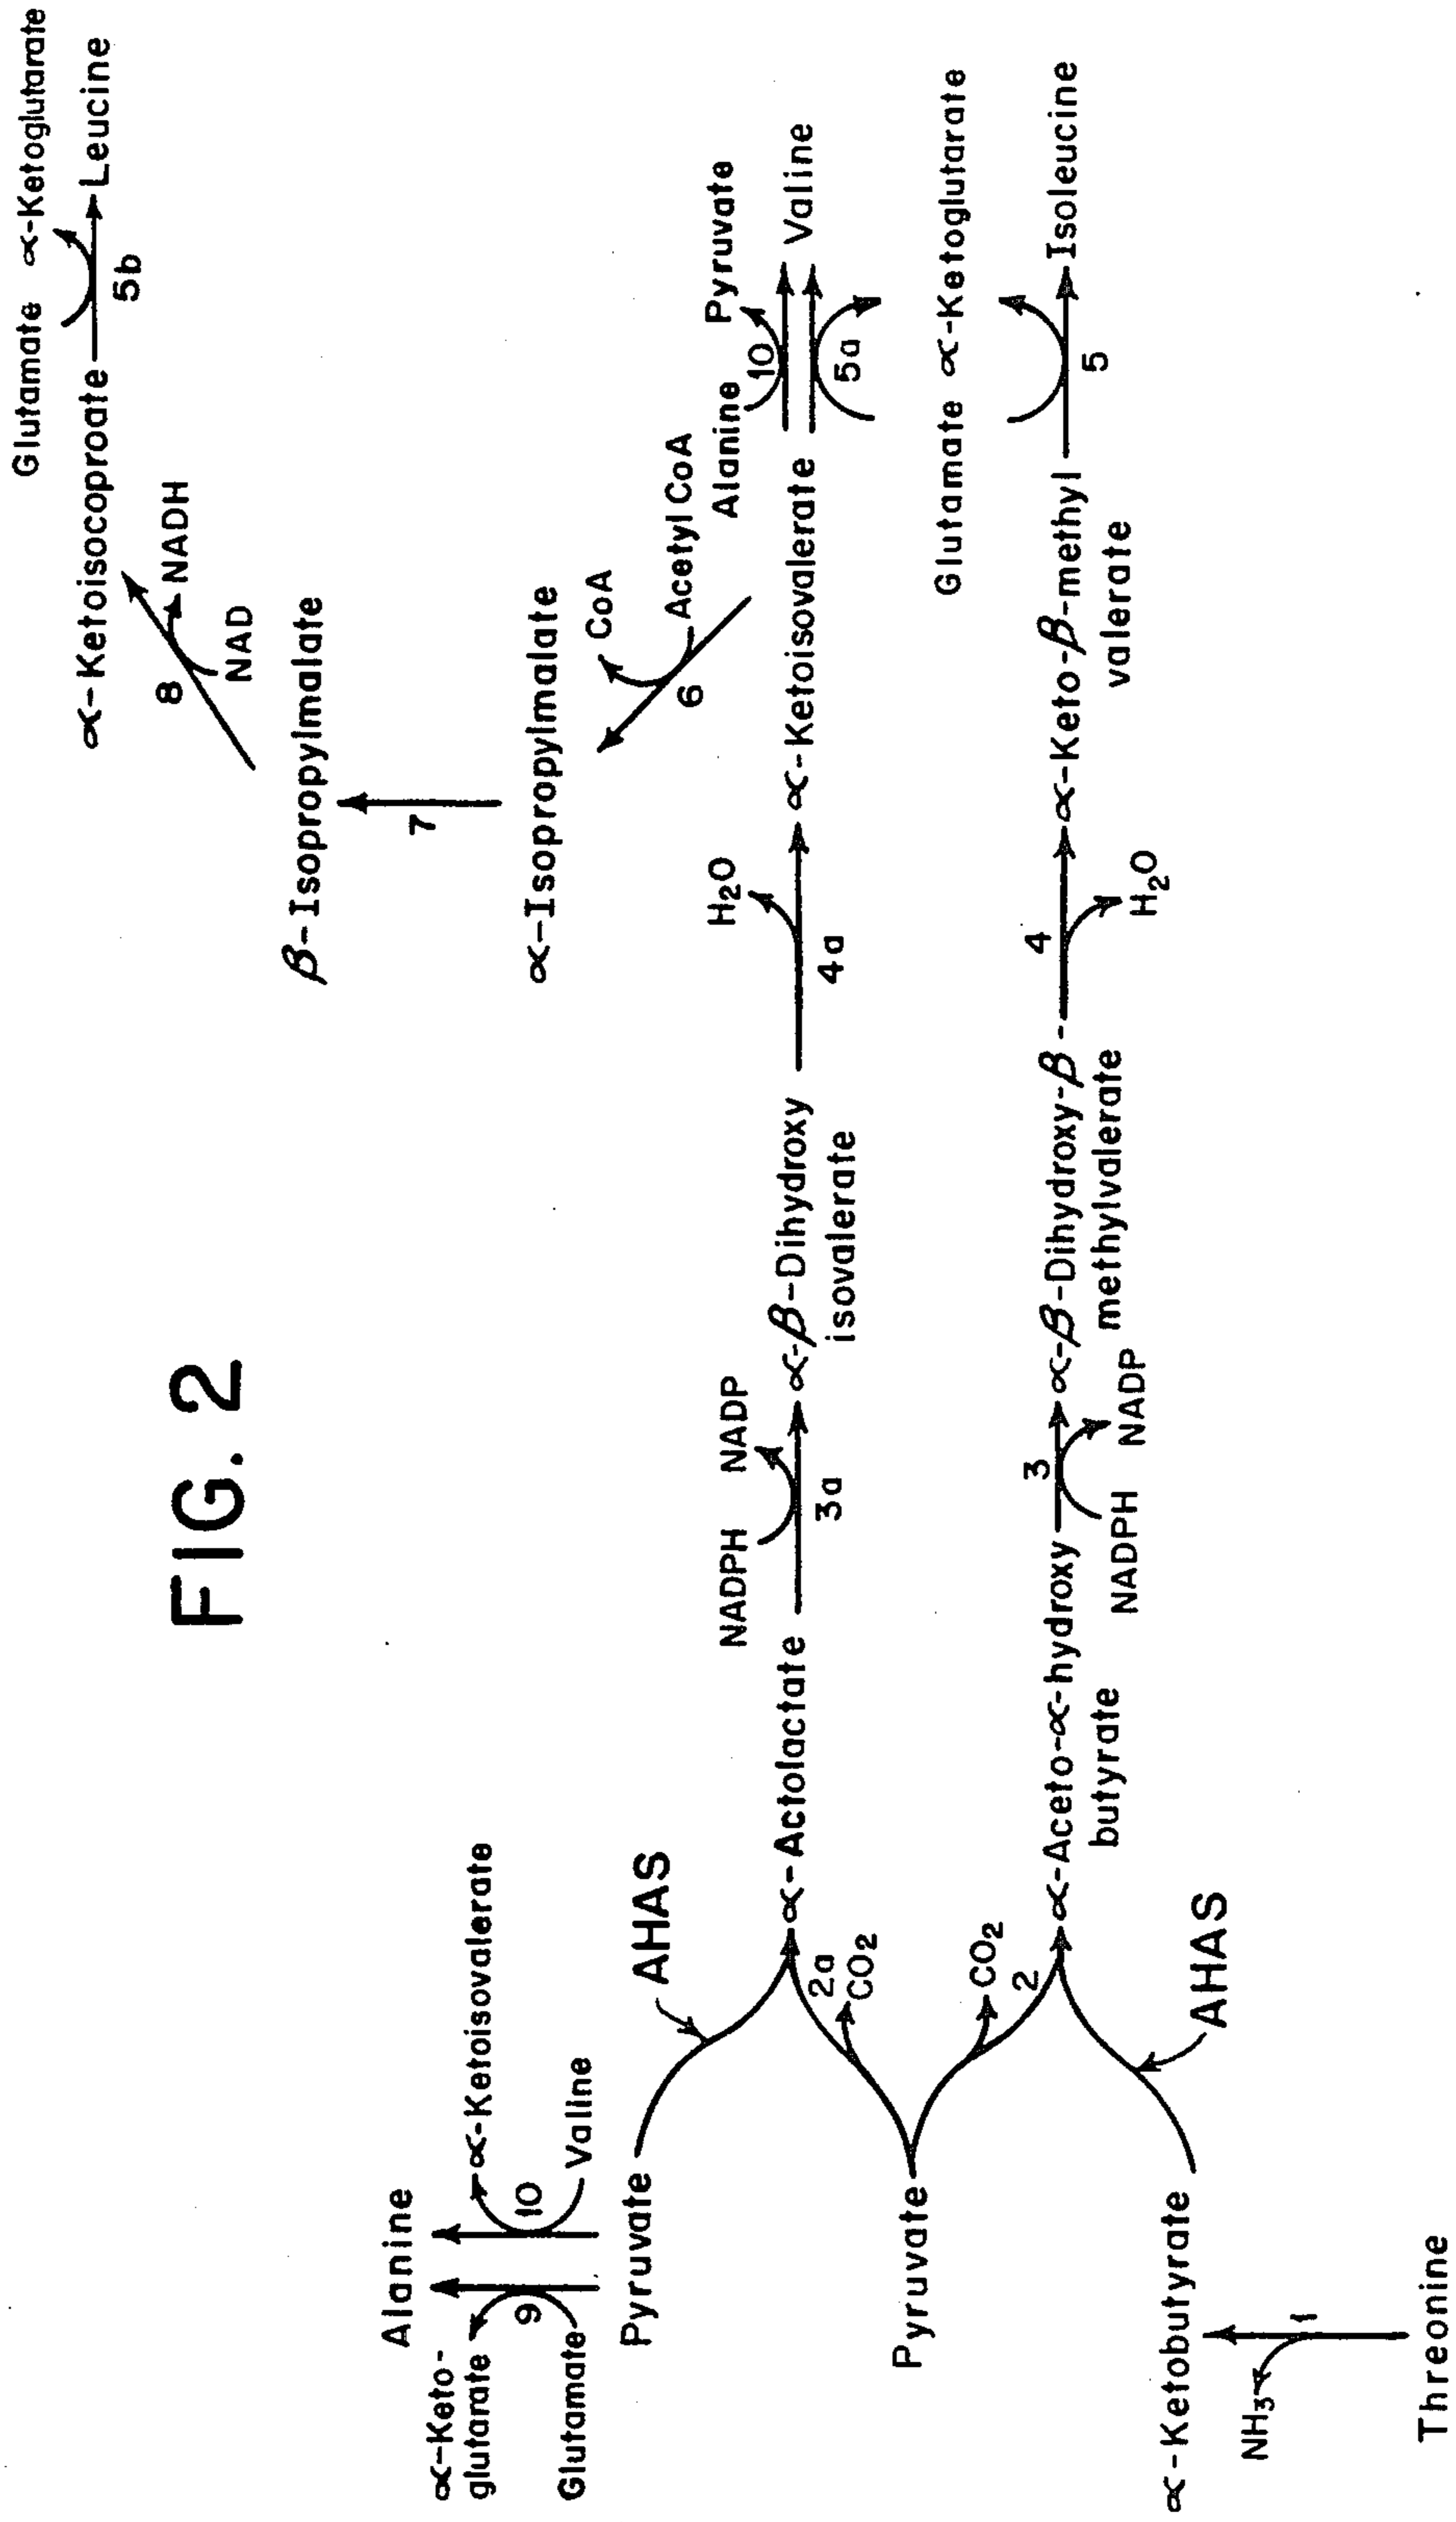 FIG. 2
Glutamate α-Ketoglutarate
α-Ketoisocoproate
Leucine
5b
8
NADH
NAD
β-Isopropylmalate
7
α-Isopropylmalate
CoA
Acetyl CoA
6
Alanine
α-Keto-
glutarate
Glutamate
9
10
α-Ketoisovalerate
Valine
Pyruvate
AHAS
2a
CO2
α-Actolactate
NADPH NADP
3a
α-β-Dihydroxy
isovalerate
H2O
4a
α-Ketoisovalerate
Alanine Pyruvate
10
5a
Valine
Glutamate α-Ketoglutarate
Pyruvate
CO2
2
α-Ketobutyrate
AHAS
NH3
1
Threonine
α-Aceto-α-hydroxy
butyrate
3
NADPH NADP
α-β-Dihydroxy-β-
methylvalerate
4
H2O
α-Keto-β-methyl
valerate
5
Isoleucine